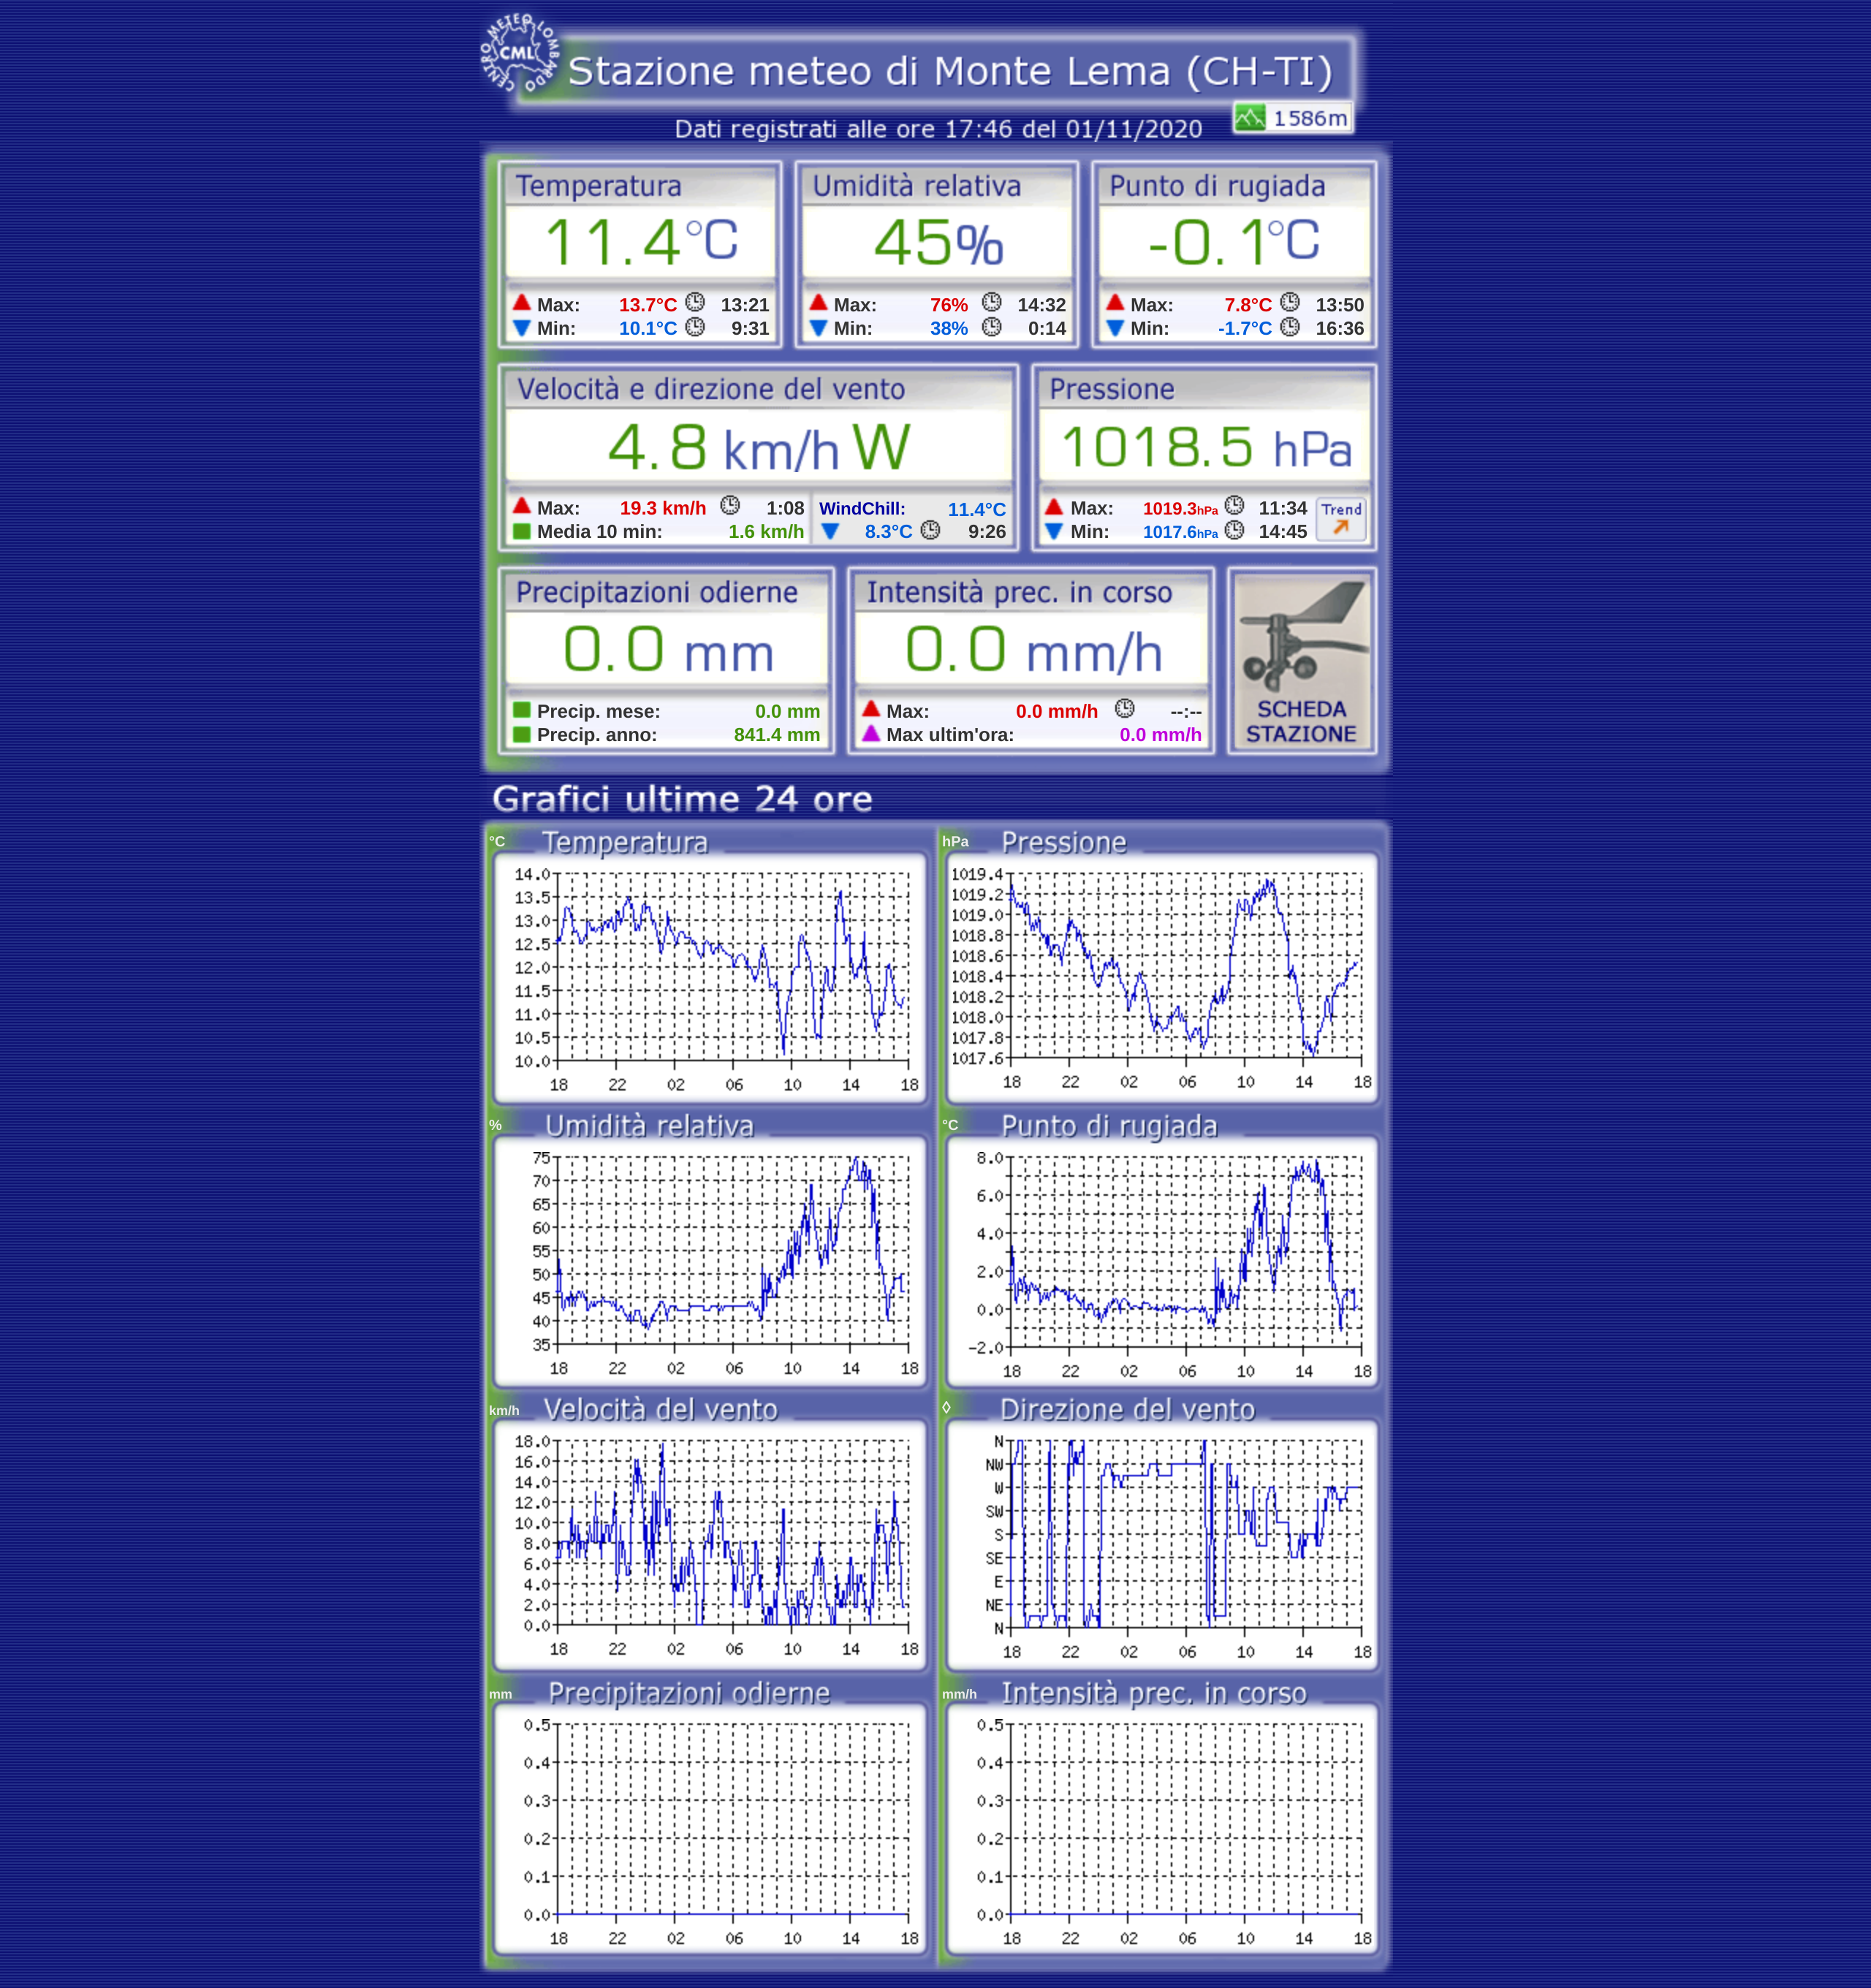 CENTRO METEO LOMBARDO
CML
Stazione meteo di Monte Lema (CH-TI)
1586m
Dati registrati alle ore 17:46 del 01/11/2020
Temperatura
11.4°C
Max: 13.7°C 13:21
Min: 10.1°C 9:31
Umidità relativa
45%
Max: 76% 14:32
Min: 38% 0:14
Punto di rugiada
-0.1°C
Max: 7.8°C 13:50
Min: -1.7°C 16:36
Velocità e direzione del vento
4.8 km/h W
Max: 19.3 km/h 1:08
Media 10 min: 1.6 km/h
WindChill: 11.4°C
8.3°C 9:26
Pressione
1018.5 hPa
Max: 1019.3hPa 11:34
Min: 1017.6hPa 14:45
Trend
Precipitazioni odierne
0.0 mm
Precip. mese: 0.0 mm
Precip. anno: 841.4 mm
Intensità prec. in corso
0.0 mm/h
Max: 0.0 mm/h --:--
Max ultim'ora: 0.0 mm/h
SCHEDA
STAZIONE
Grafici ultime 24 ore
°C Temperatura
14.0
13.5
13.0
12.5
12.0
11.5
11.0
10.5
10.0
18 22 02 06 10 14 18
hPa Pressione
1019.4
1019.2
1019.0
1018.8
1018.6
1018.4
1018.2
1018.0
1017.8
1017.6
18 22 02 06 10 14 18
% Umidità relativa
75
70
65
60
55
50
45
40
35
18 22 02 06 10 14 18
°C Punto di rugiada
8.0
6.0
4.0
2.0
0.0
-2.0
18 22 02 06 10 14 18
km/h Velocità del vento
18.0
16.0
14.0
12.0
10.0
8.0
6.0
4.0
2.0
0.0
18 22 02 06 10 14 18
◊ Direzione del vento
N
NW
W
SW
S
SE
E
NE
N
18 22 02 06 10 14 18
mm Precipitazioni odierne
0.5
0.4
0.3
0.2
0.1
0.0
18 22 02 06 10 14 18
mm/h Intensità prec. in corso
0.5
0.4
0.3
0.2
0.1
0.0
18 22 02 06 10 14 18